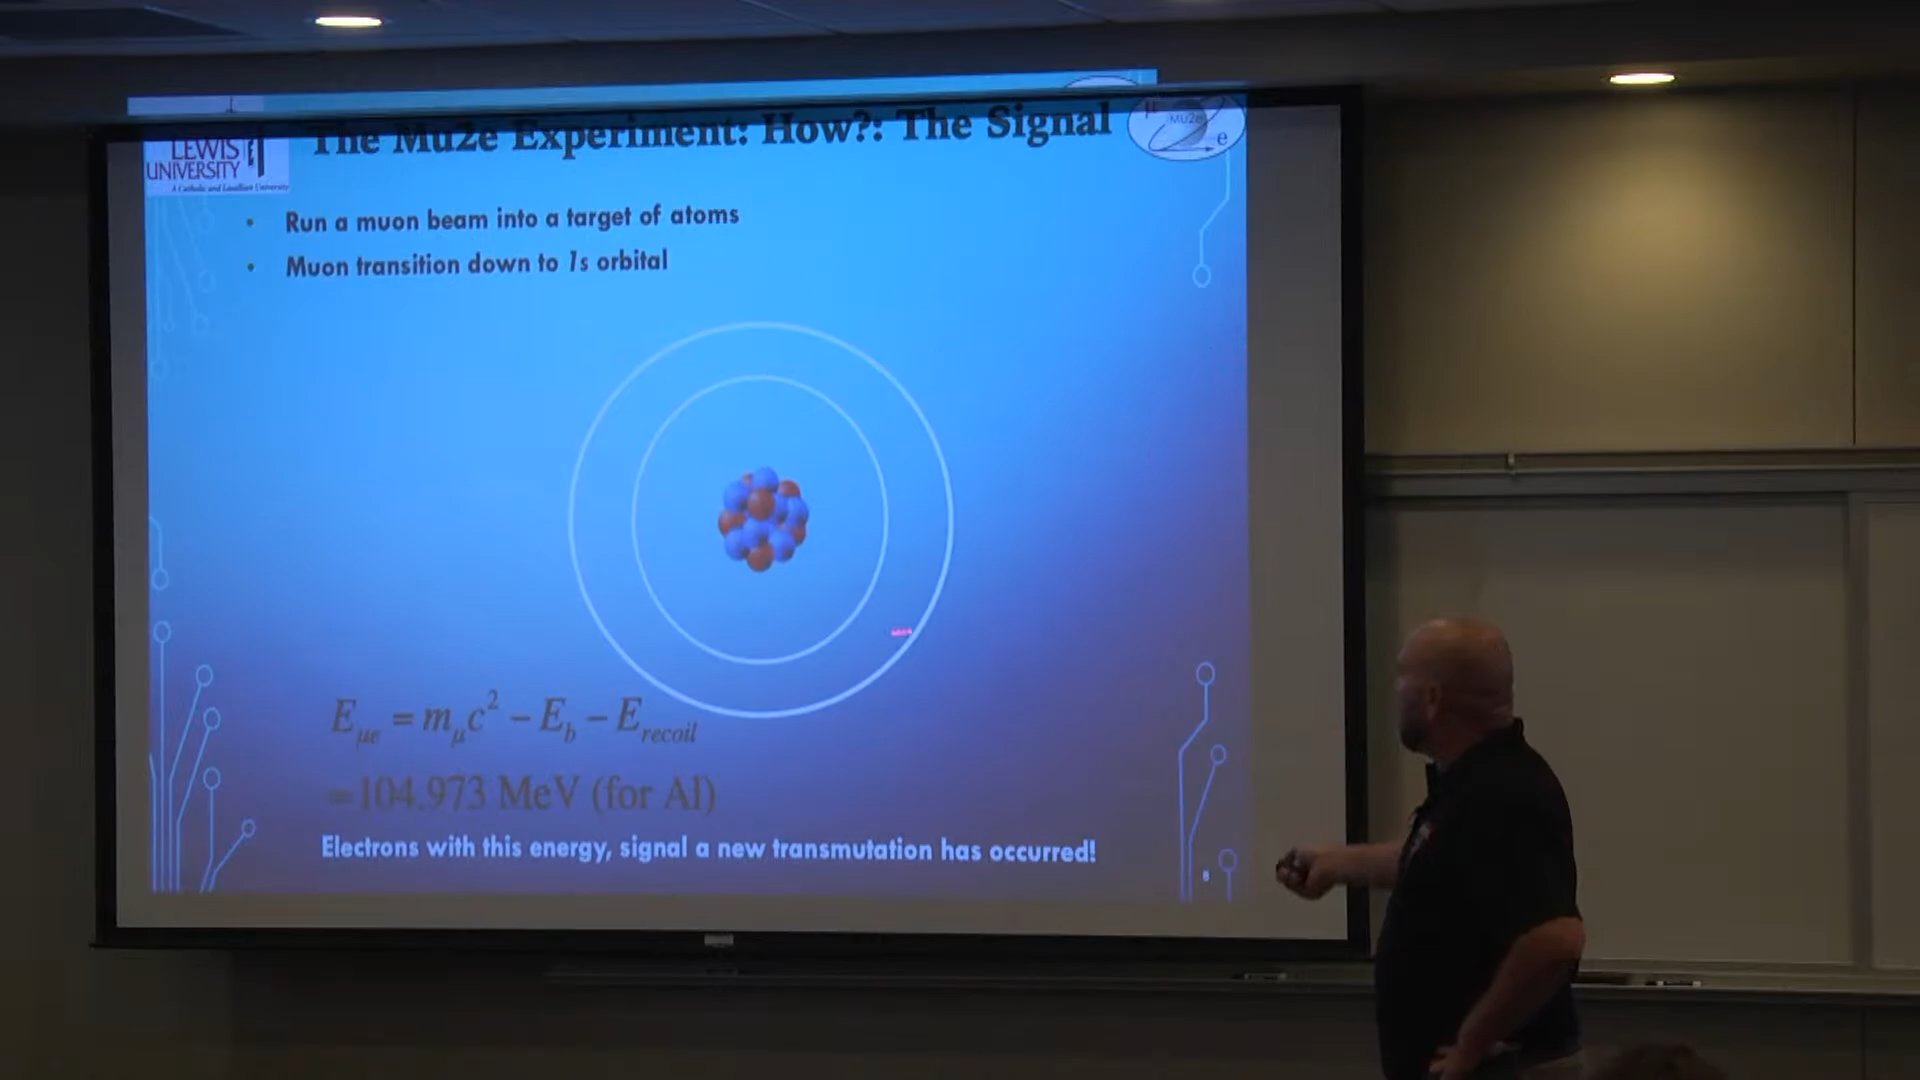 The Mu2e Experiment: How?: The Signal
LEWIS
UNIVERSITY
A Catholic and Lasallian University
μ
Mu2e
e
• Run a muon beam into a target of atoms
• Muon transition down to 1s orbital
E_μe = m_μc² − E_b − E_recoil
= 104.973 MeV (for Al)
Electrons with this energy, signal a new transmutation has occurred!